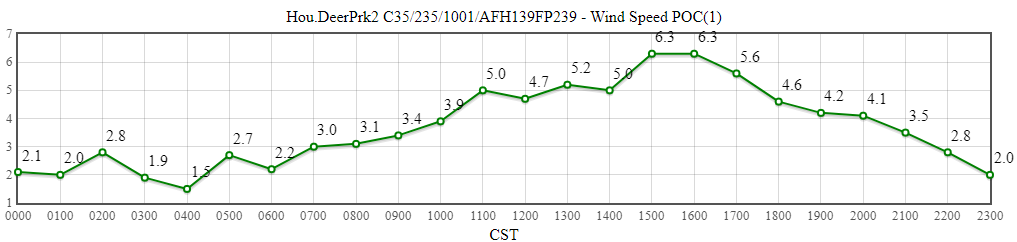 Hou.DeerPrk2 C35/235/1001/AFH139FP239 - Wind Speed POC(1)
7
6
5
4
3
2
1
2.1 2.0 2.8 1.9 1.5 2.7 2.2 3.0 3.1 3.4 3.9 5.0 4.7 5.2 5.0 6.3 6.3 5.6 4.6 4.2 4.1 3.5 2.8 2.0
0000 0100 0200 0300 0400 0500 0600 0700 0800 0900 1000 1100 1200 1300 1400 1500 1600 1700 1800 1900 2000 2100 2200 2300
CST